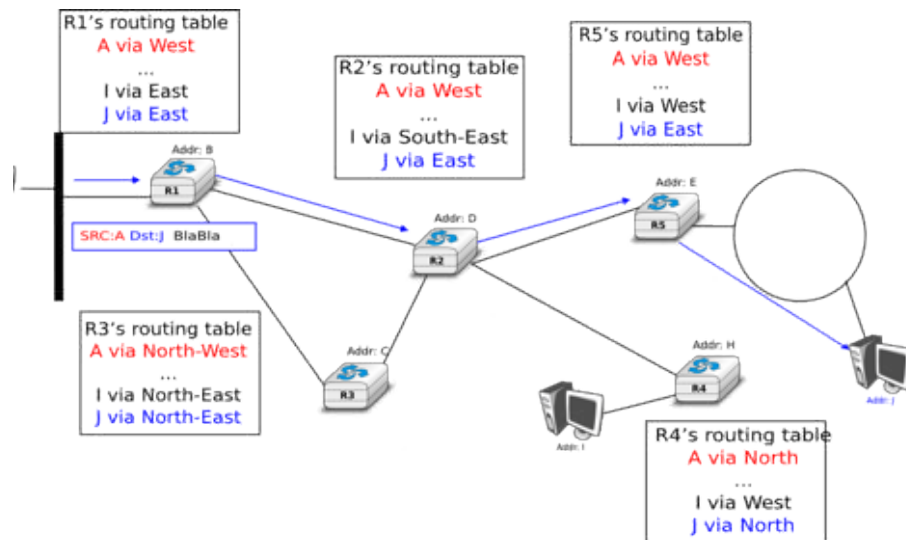 R1's routing table
A via West
...
I via East
J via East
R2's routing table
A via West
...
I via South-East
J via East
R5's routing table
A via West
...
I via West
J via East
Addr: B
R1
SRC:A Dst:J BlaBla
Addr: D
R2
Addr: E
R5
R3's routing table
A via North-West
...
I via North-East
J via North-East
Addr: C
R3
Addr: H
R4
Addr: I
Addr: J
R4's routing table
A via North
...
I via West
J via North